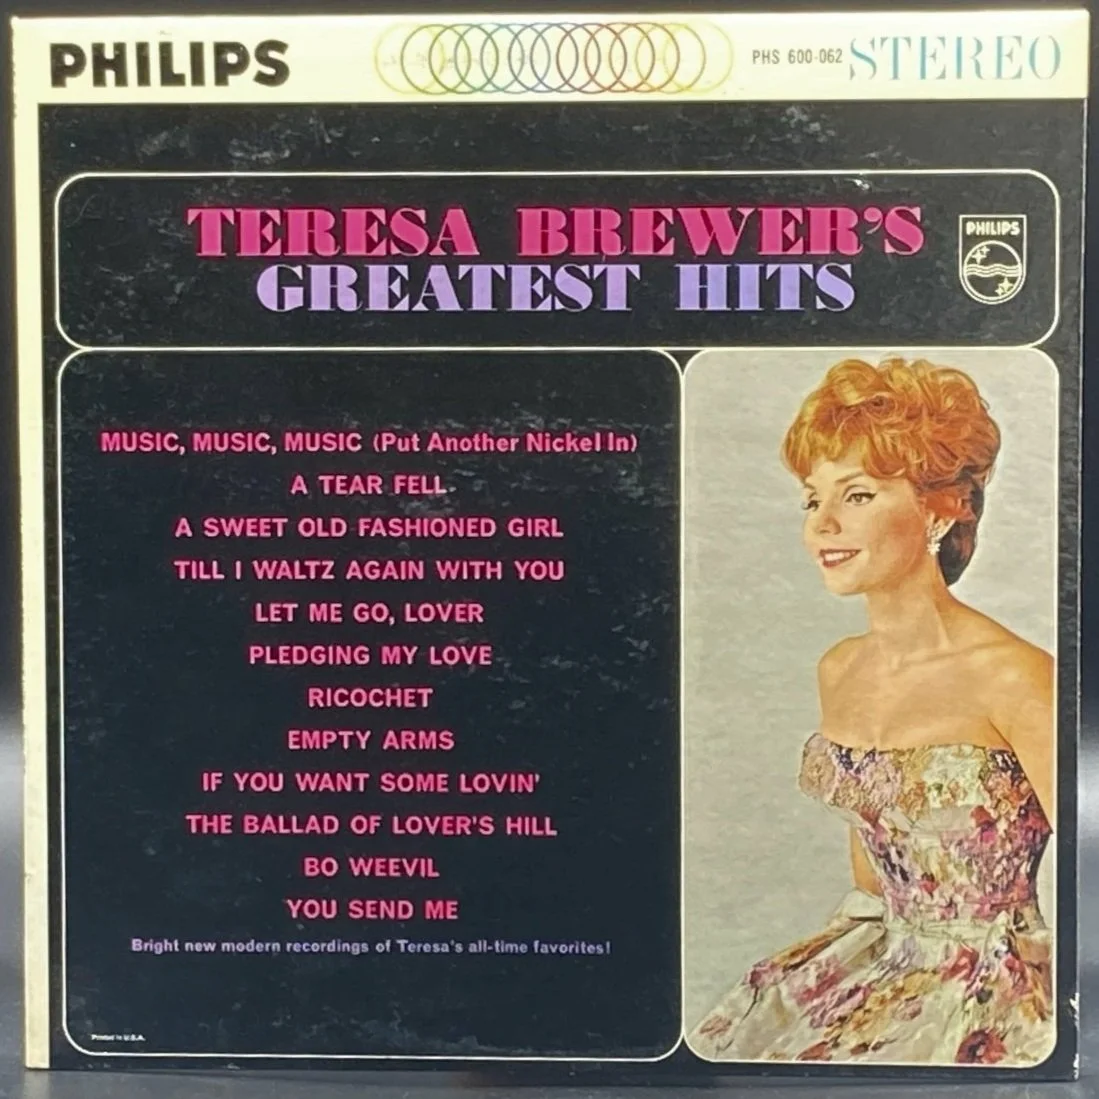 PHILIPS
PHS 600-062 STEREO
TERESA BREWER'S
GREATEST HITS
PHILIPS
MUSIC, MUSIC, MUSIC (Put Another Nickel In)
A TEAR FELL
A SWEET OLD FASHIONED GIRL
TILL I WALTZ AGAIN WITH YOU
LET ME GO, LOVER
PLEDGING MY LOVE
RICOCHET
EMPTY ARMS
IF YOU WANT SOME LOVIN'
THE BALLAD OF LOVER'S HILL
BO WEEVIL
YOU SEND ME
Bright new modern recordings of Teresa's all-time favorites!
Printed in U.S.A.